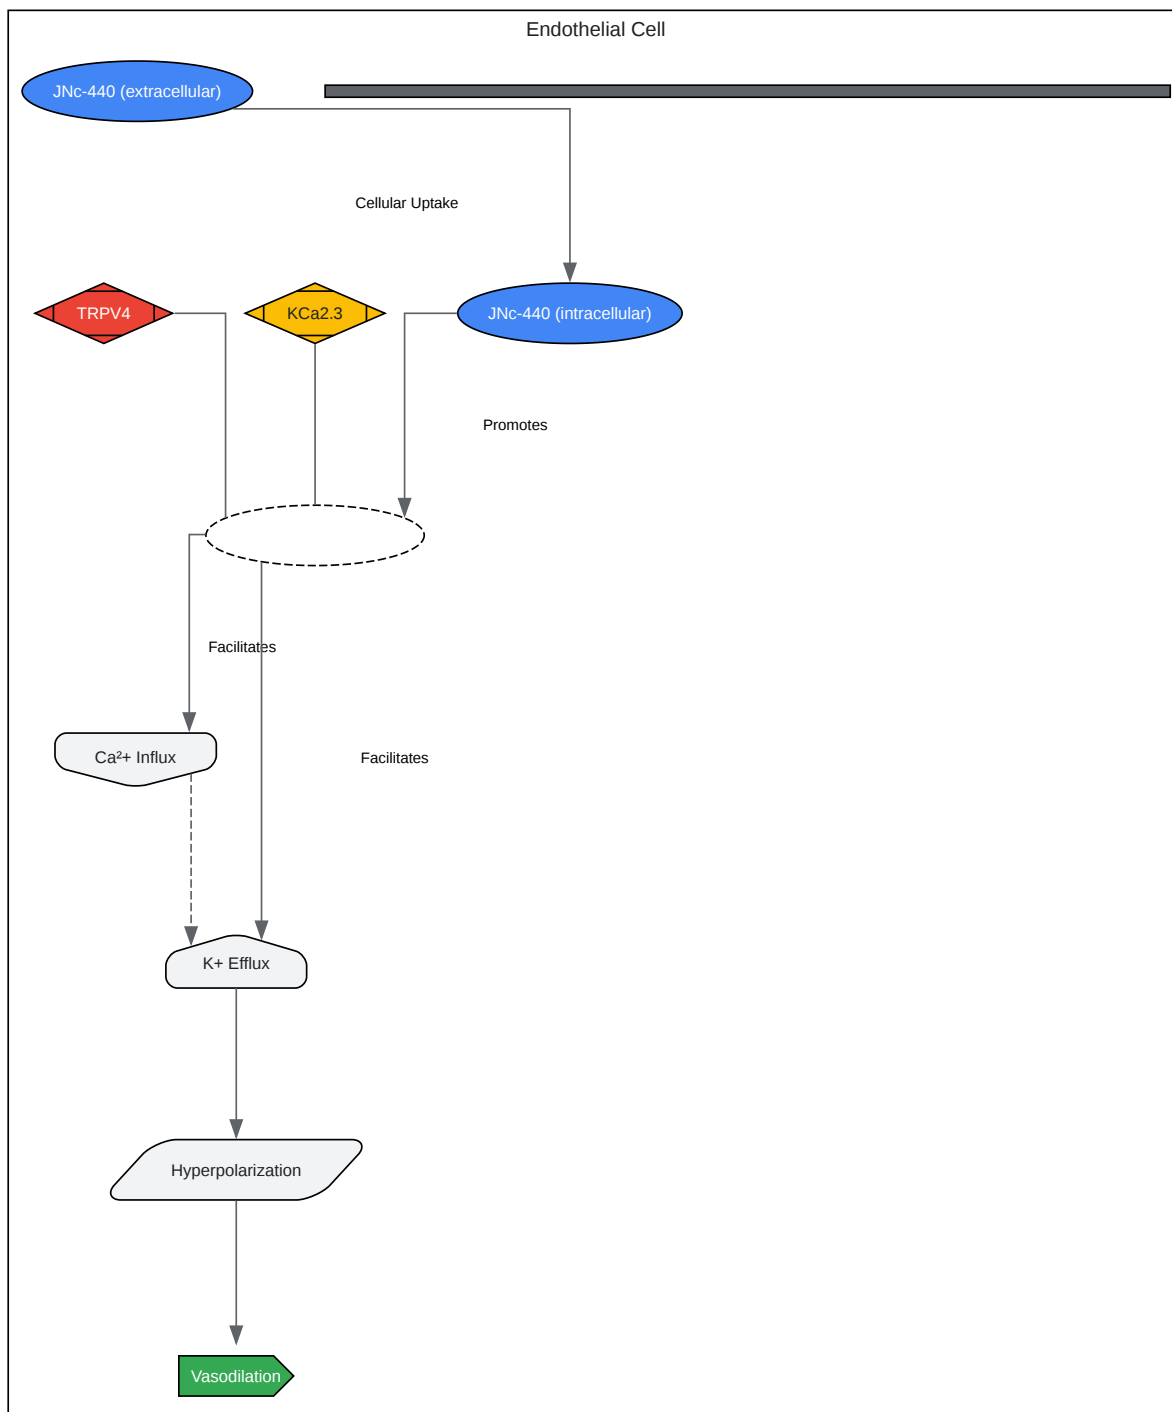 Endothelial Cell
JNc-440 (extracellular)
Cellular Uptake
TRPV4
KCa2.3
JNc-440 (intracellular)
Promotes
Facilitates
Ca²+ Influx
Facilitates
K+ Efflux
Hyperpolarization
Vasodilation